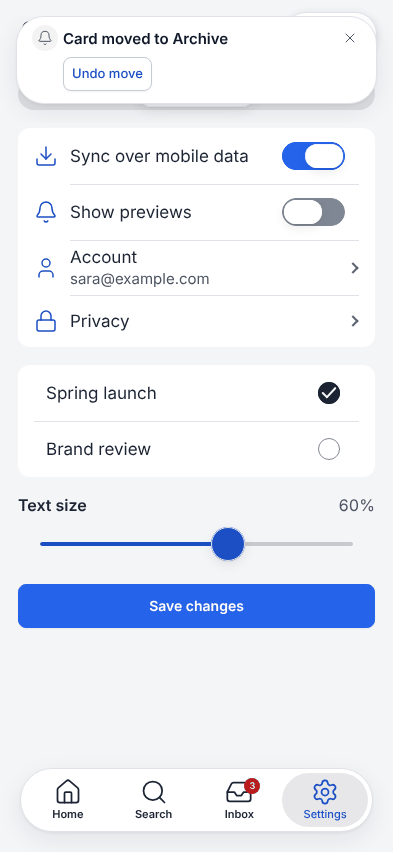 Card moved to Archive
Undo move
Sync over mobile data
Show previews
Account
sara@example.com
Privacy
Spring launch
Brand review
Text size 60%
Save changes
3
Home Search Inbox Settings